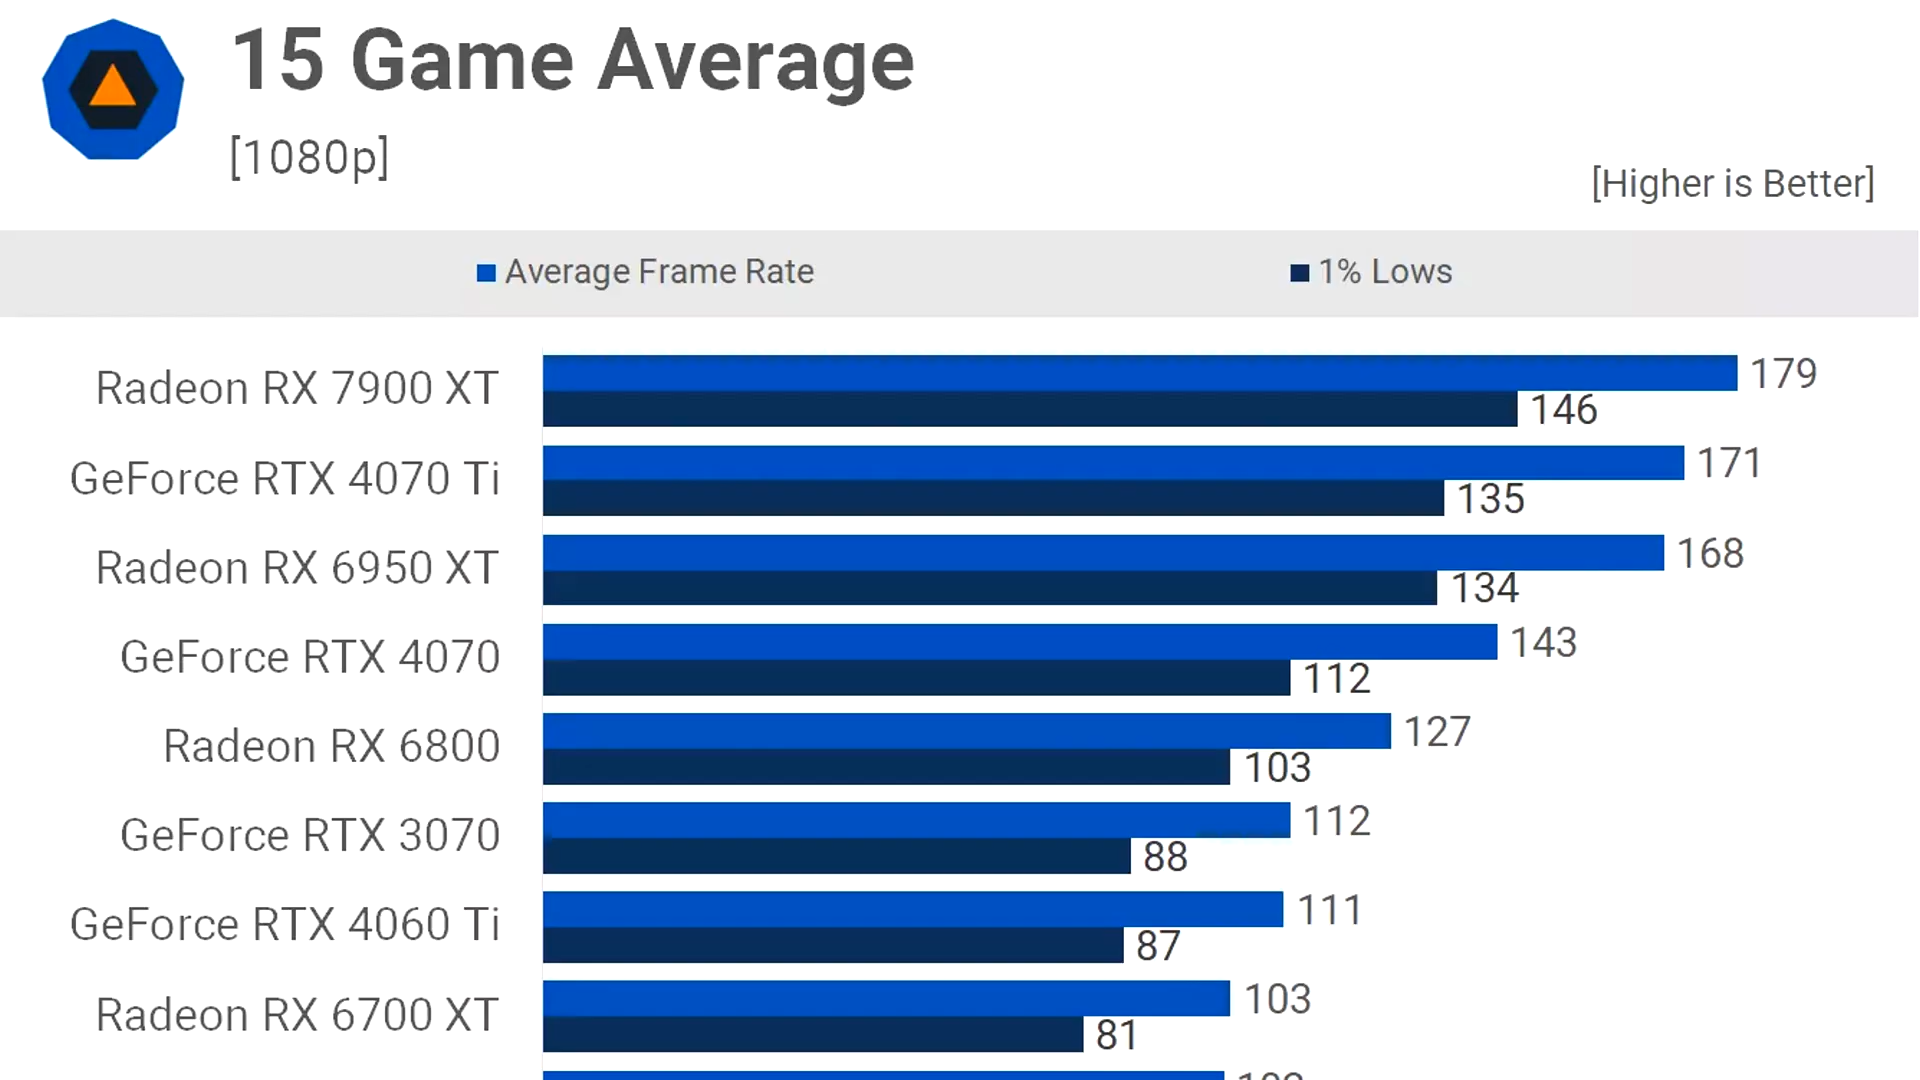 15 Game Average
[1080p]
[Higher is Better]
Average Frame Rate 1% Lows
Radeon RX 7900 XT 179
146
GeForce RTX 4070 Ti 171
135
Radeon RX 6950 XT 168
134
GeForce RTX 4070 143
112
Radeon RX 6800 127
103
GeForce RTX 3070 112
88
GeForce RTX 4060 Ti 111
87
Radeon RX 6700 XT 103
81